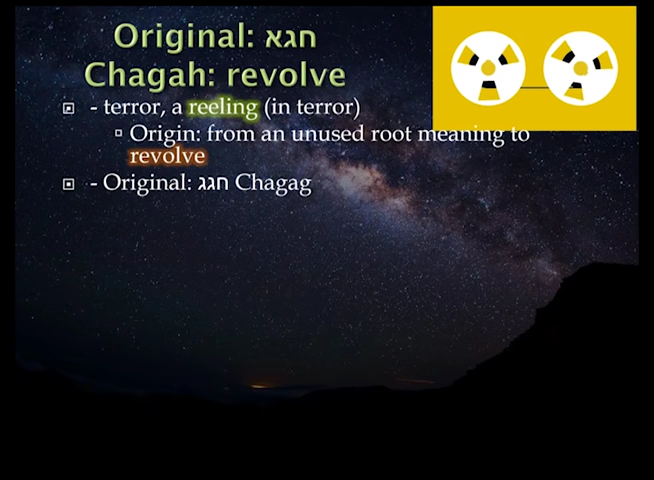 Original: חגא
Chagah: revolve
- terror, a reeling (in terror)
Origin: from an unused root meaning to
revolve
- Original: חגג Chagag